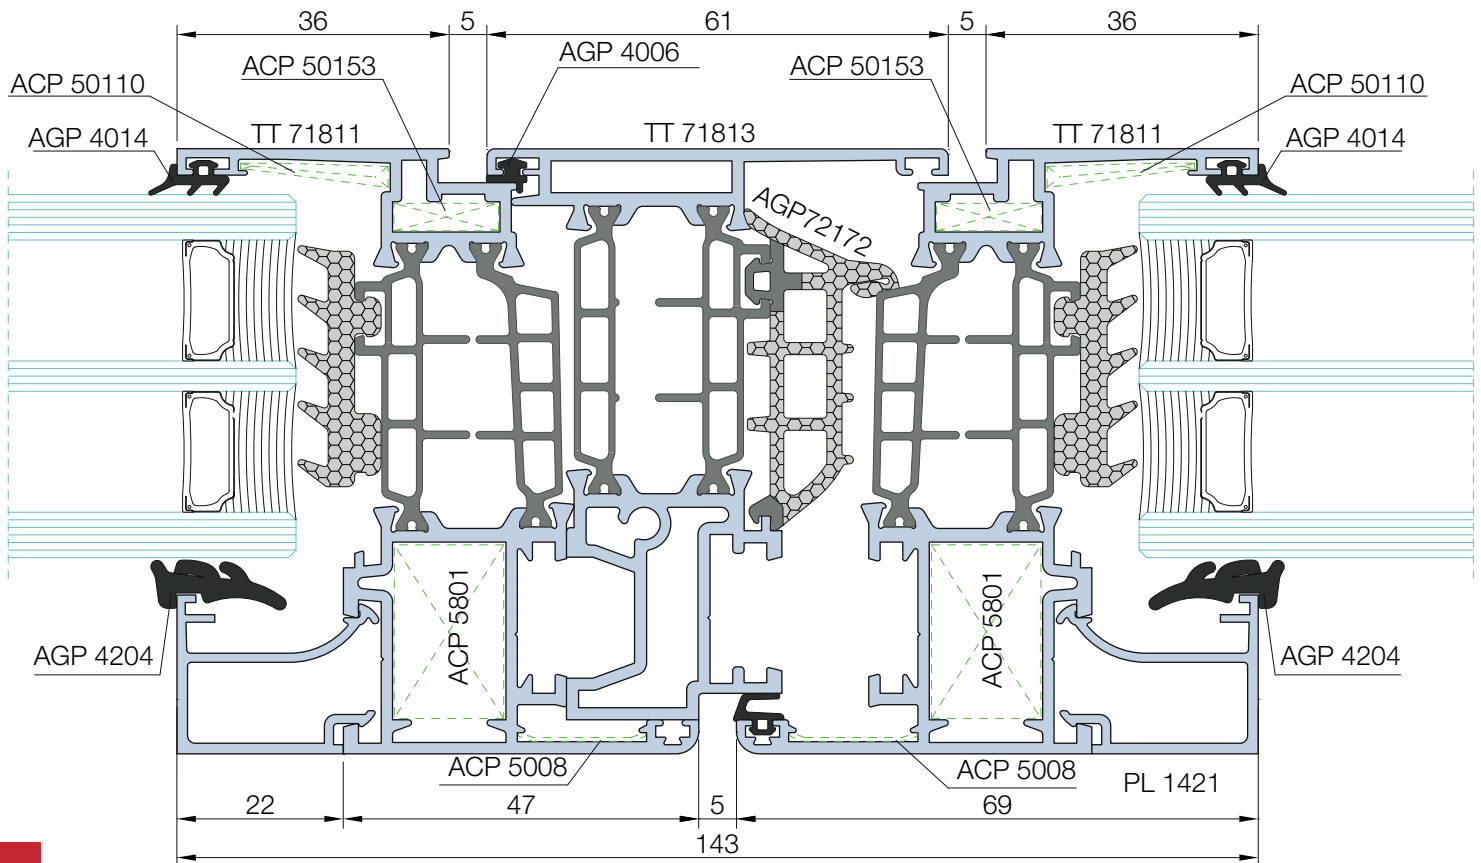 36 5 61 5 36
ACP 50110 ACP 50153 AGP 4006 ACP 50153 ACP 50110
AGP 4014 TT 71811 TT 71813 TT 71811 AGP 4014
AGP72172
ACP 5801 ACP 5801
AGP 4204 AGP 4204
ACP 5008 ACP 5008 PL 1421
22 47 5 69
143